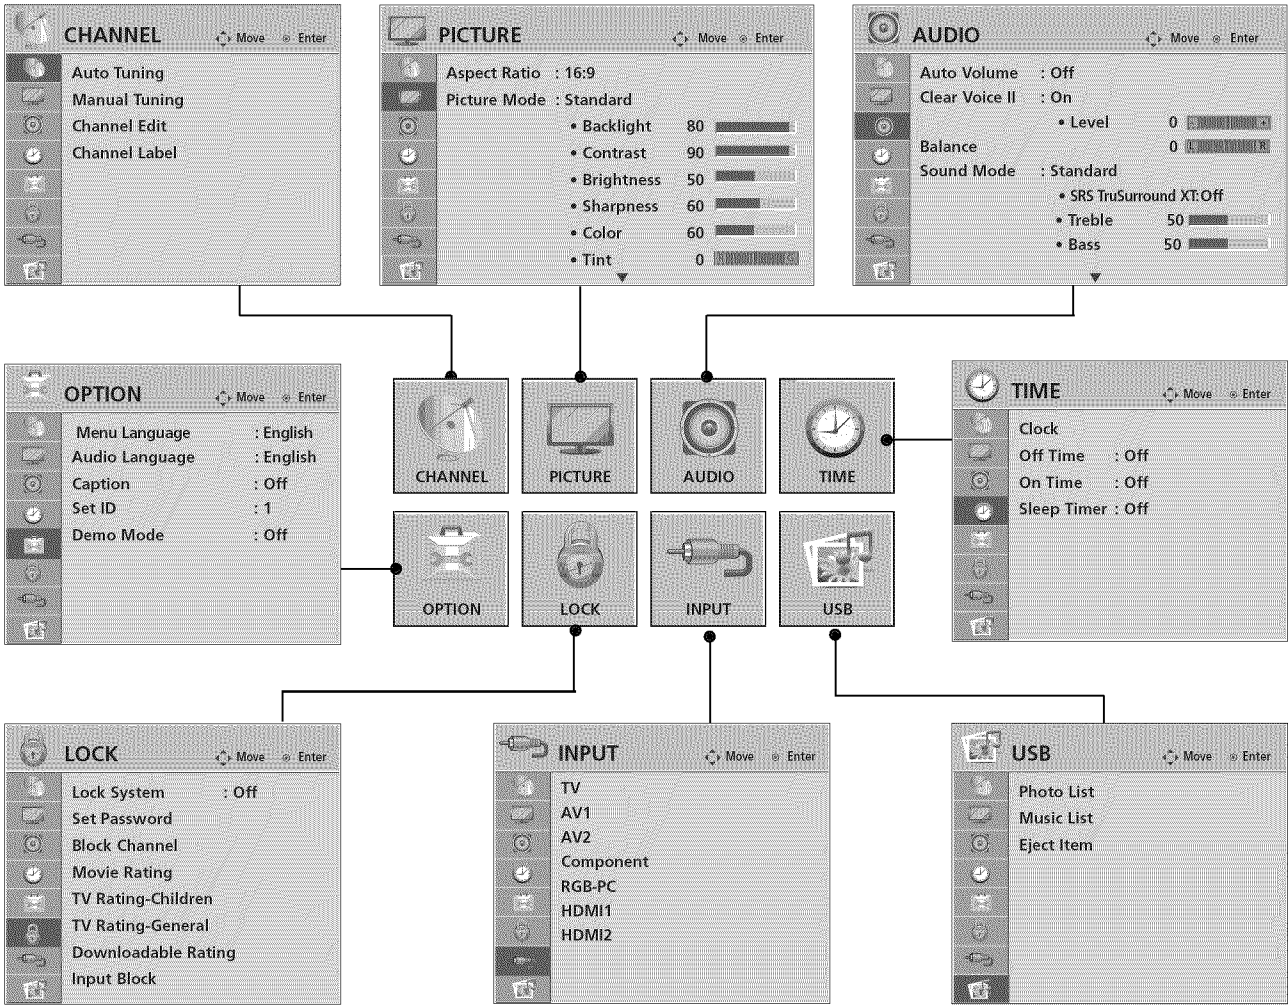 CHANNEL Move Enter
Auto Tuning
Manual Tuning
Channel Edit
Channel Label
PICTURE Move Enter
Aspect Ratio : 16:9
Picture Mode : Standard
• Backlight 80
• Contrast 90
• Brightness 50
• Sharpness 60
• Color 60
• Tint 0
AUDIO Move Enter
Auto Volume : Off
Clear Voice II : On
• Level 0 - +
Balance 0 L R
Sound Mode : Standard
• SRS TruSurround XT: Off
• Treble 50
• Bass 50
OPTION Move Enter
Menu Language : English
Audio Language : English
Caption : Off
Set ID : 1
Demo Mode : Off
CHANNEL
PICTURE
AUDIO
TIME
OPTION
LOCK
INPUT
USB
TIME Move Enter
Clock
Off Time : Off
On Time : Off
Sleep Timer : Off
LOCK Move Enter
Lock System : Off
Set Password
Block Channel
Movie Rating
TV Rating-Children
TV Rating-General
Downloadable Rating
Input Block
INPUT Move Enter
TV
AV1
AV2
Component
RGB-PC
HDMI1
HDMI2
USB Move Enter
Photo List
Music List
Eject Item